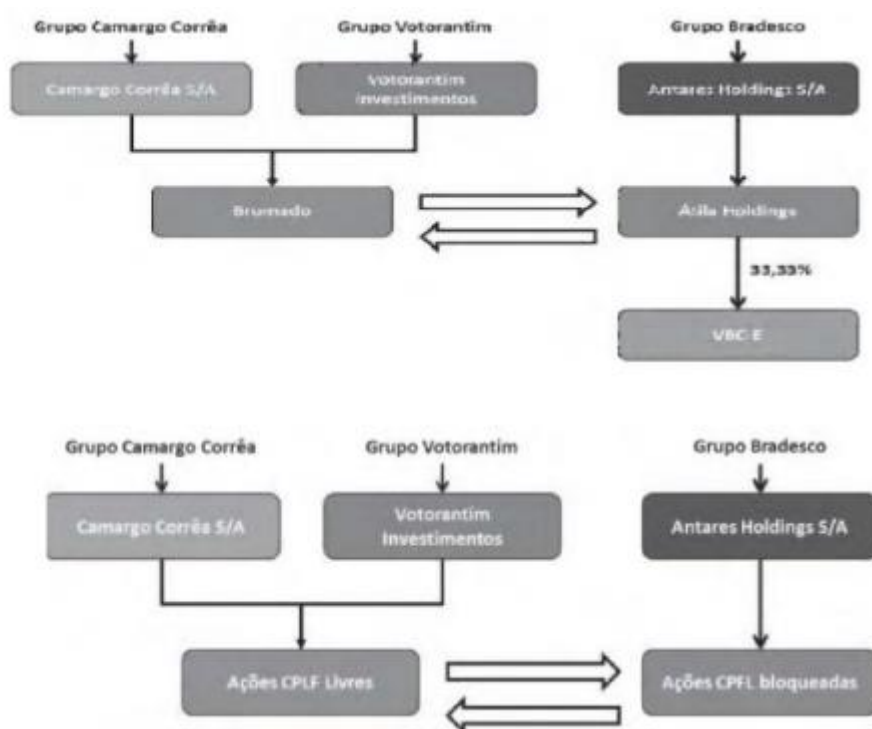 Grupo Camargo Corrêa
Grupo Votorantim
Grupo Bradesco
Camargo Corrêa S/A
Votorantim
Investimentos
Antares Holdings S/A
Brumado
Átila Holdings
33,33%
VBC-E
Grupo Camargo Corrêa
Grupo Votorantim
Grupo Bradesco
Camargo Corrêa S/A
Votorantim
Investimentos
Antares Holdings S/A
Ações CPLF Livres
Ações CPFL bloqueadas